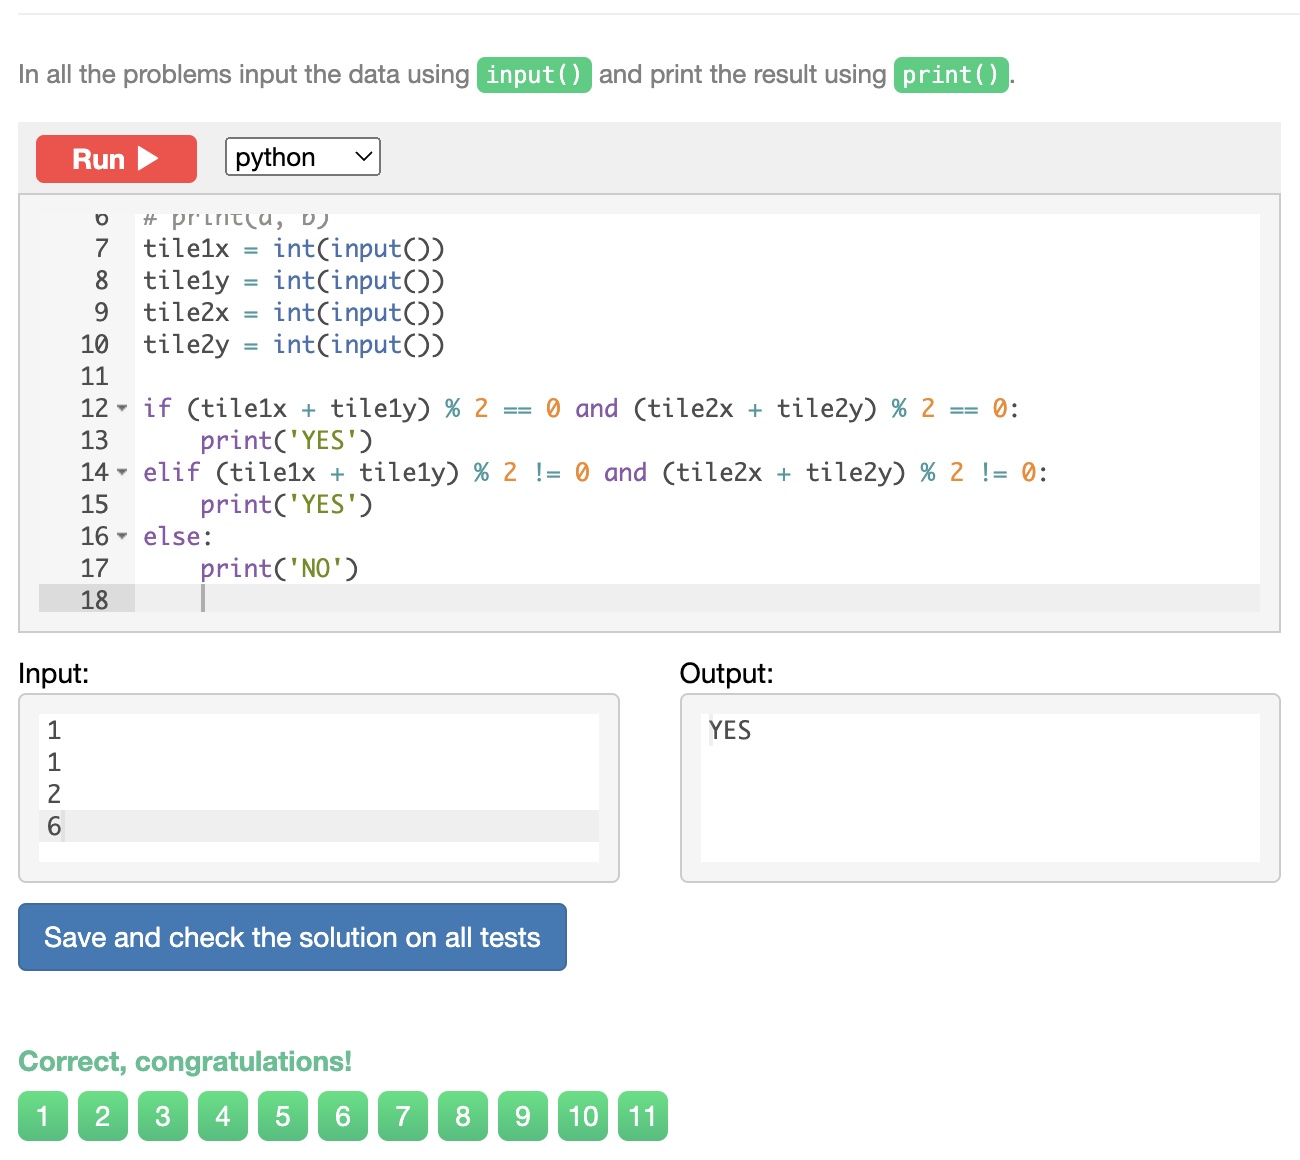 In all the problems input the data using input() and print the result using print().
Run
python
6 # print(a, b)
7 tile1x = int(input())
8 tile1y = int(input())
9 tile2x = int(input())
10 tile2y = int(input())
11
12 if (tile1x + tile1y) % 2 == 0 and (tile2x + tile2y) % 2 == 0:
13 print('YES')
14 elif (tile1x + tile1y) % 2 != 0 and (tile2x + tile2y) % 2 != 0:
15 print('YES')
16 else:
17 print('NO')
18
Input:
1
1
2
6
Output:
YES
Save and check the solution on all tests
Correct, congratulations!
1 2 3 4 5 6 7 8 9 10 11